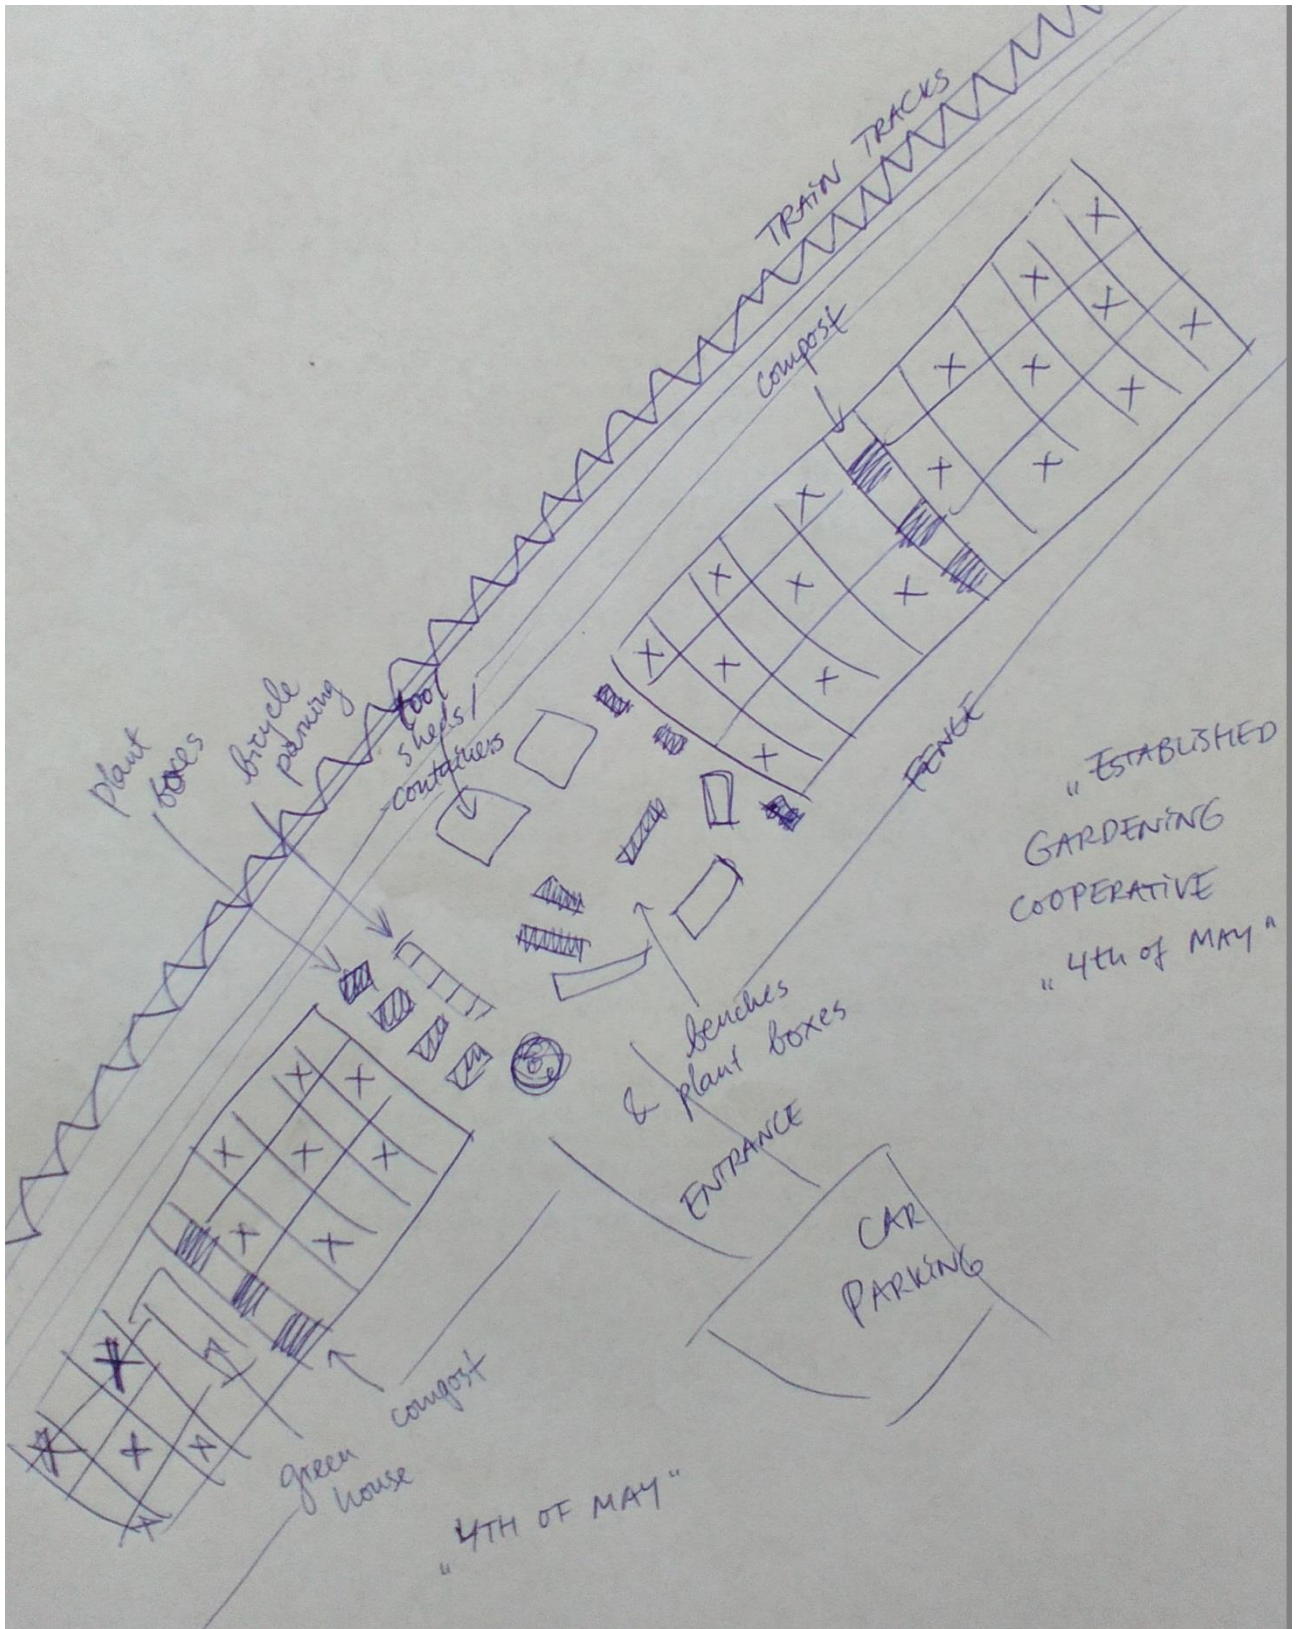 TRAiN TRACKS
compost
plant
boxes
bicycle
parking
tool
sheds/
containers
FENCE
„ESTABLISHED
GARDENiNG
COOPERATiVE
„4th of MAY"
benches
& plant boxes
ENTRANCE
CAR
PARKiNG
compost
green
house
„4TH OF MAY"